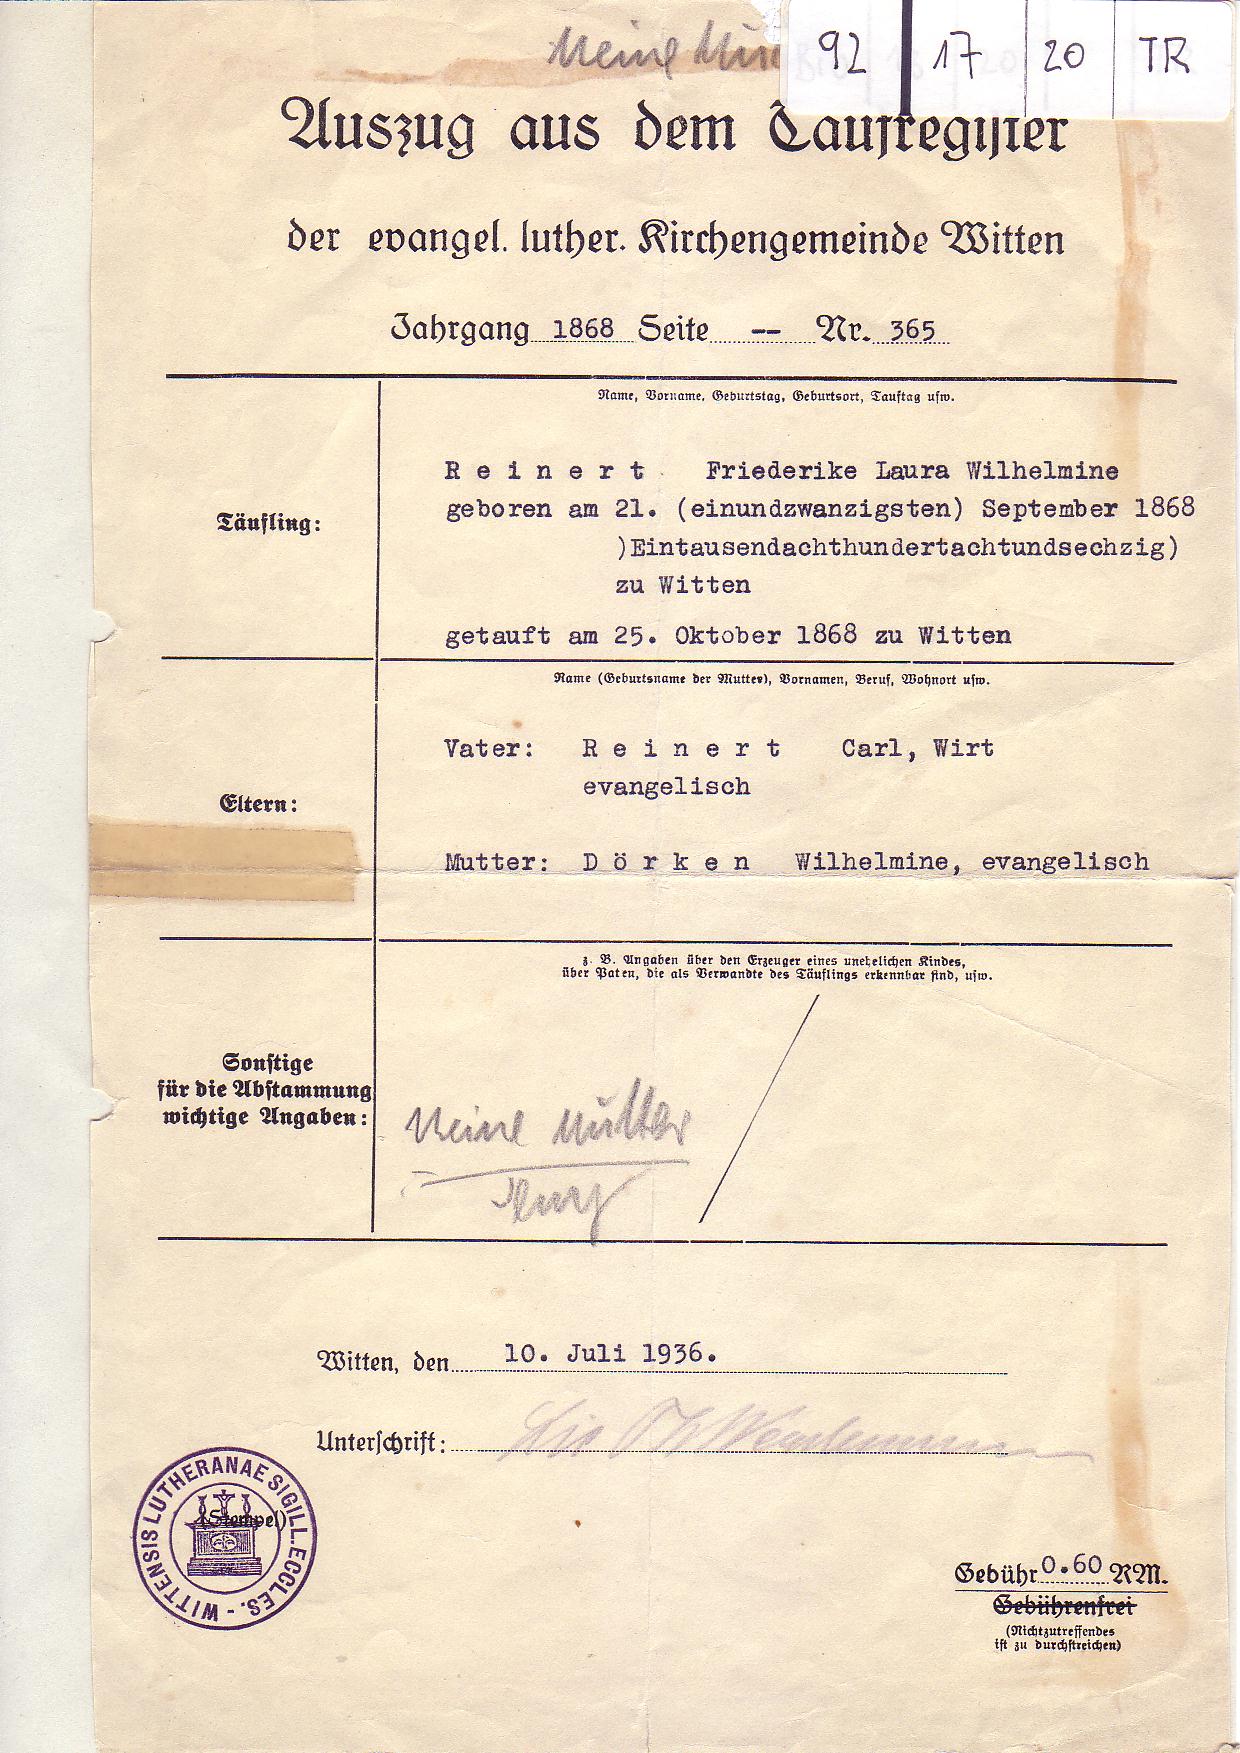 Meine
92 17 20 TR
Auszug aus dem Taufregister
der evangel. luther. Kirchengemeinde Witten
Jahrgang 1868 Seite -- Nr. 365
Name, Vorname, Geburtstag, Geburtsort, Tauftag usw.
Täufling:
Reinert Friederike Laura Wilhelmine
geboren am 21. (einundzwanzigsten) September 1868
)Eintausendachthundertachtundsechzig)
zu Witten
getauft am 25. Oktober 1868 zu Witten
Name (Geburtsname der Mutter), Vornamen, Beruf, Wohnort usw.
Eltern:
Vater: Reinert Carl, Wirt
evangelisch
Mutter: Dörken Wilhelmine, evangelisch
z. B. Angaben über den Erzeuger eines unehelichen Kindes,
über Paten, die als Verwandte des Täuflings erkennbar sind, usw.
Sonstige
für die Abstammung
wichtige Angaben:
Meine Mutter
Witten, den 10. Juli 1936.
Unterschrift:
WITTENSIS LUTHERANAE SIGILL. ECCLES.
(Stempel)
Gebühr 0.60 RM.
Gebührenfrei
(Nichtzutreffendes
ist zu durchstreichen)